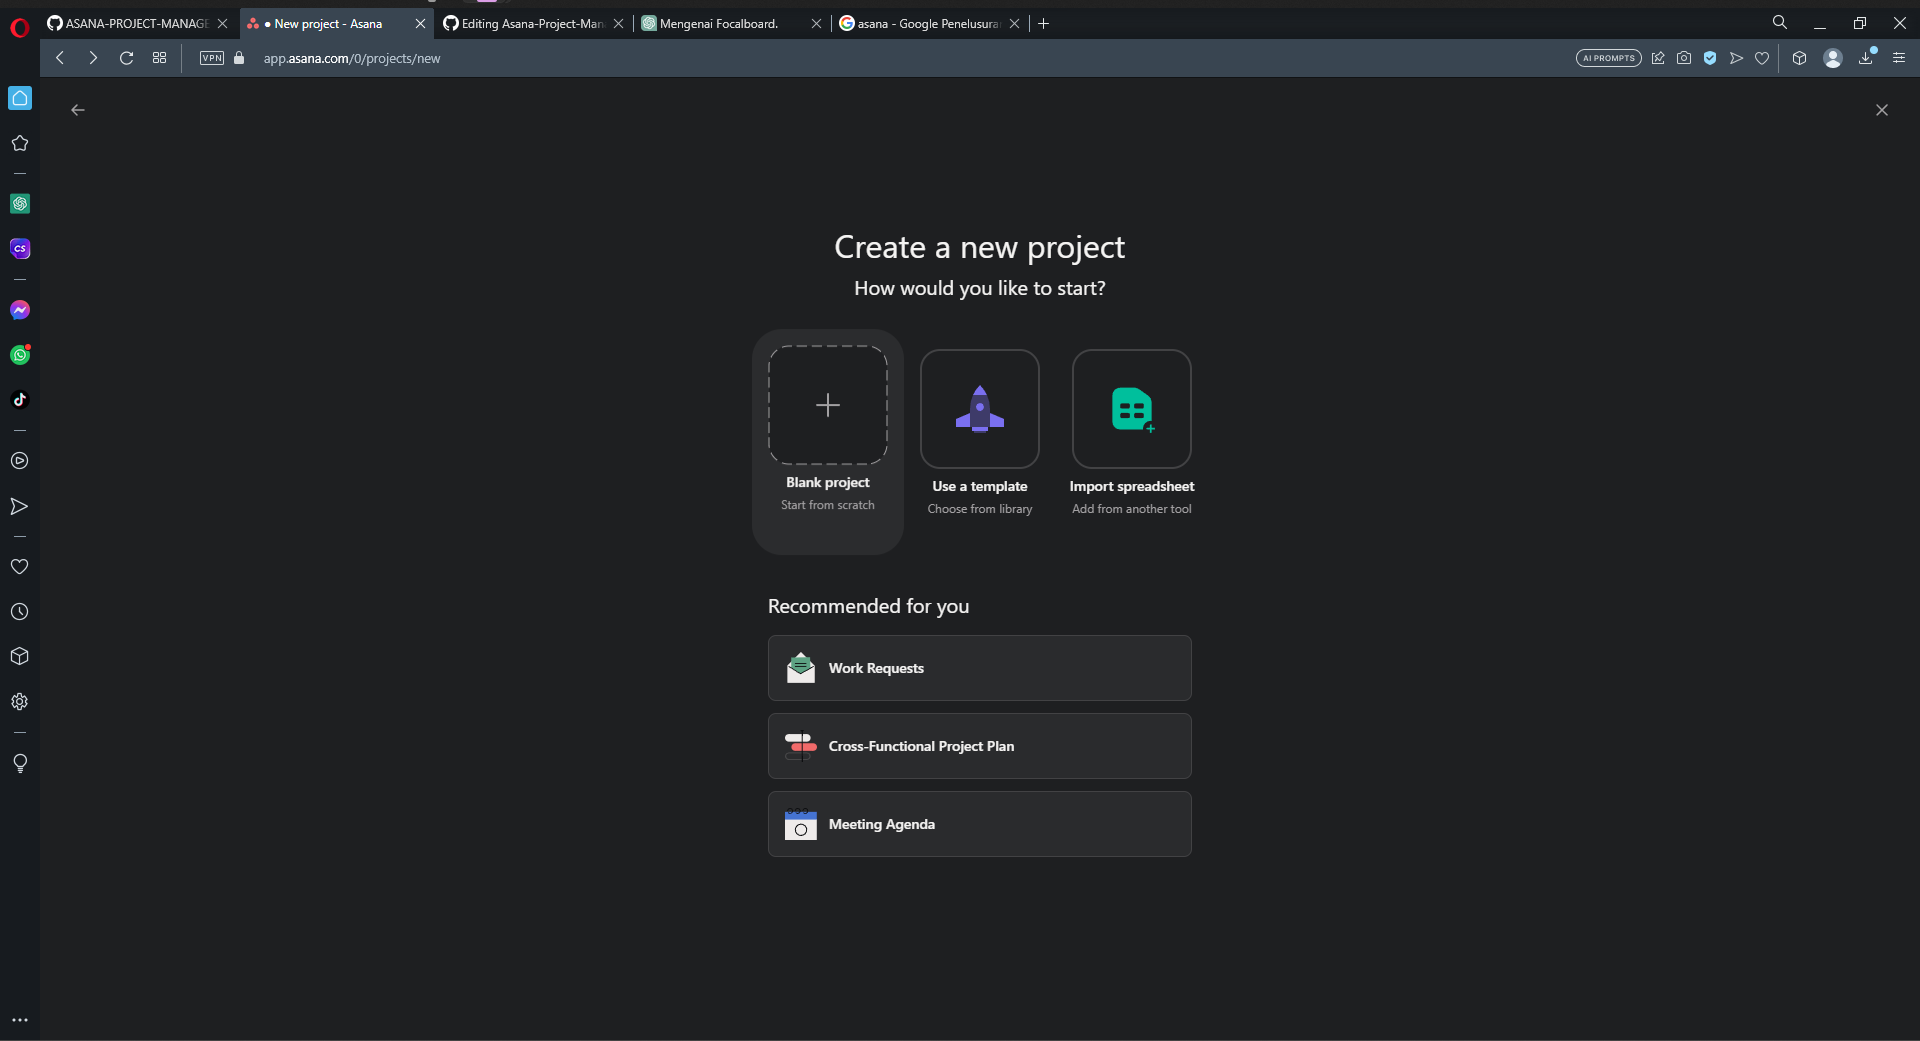 ASANA-PROJECT-MANAGE
• New project - Asana
Editing Asana-Project-Man
Mengenai Focalboard.
asana - Google Penelusura
VPN
app.asana.com/0/projects/new
AI PROMPTS
CS
Create a new project
How would you like to start?
Blank project
Start from scratch
Use a template
Choose from library
Import spreadsheet
Add from another tool
Recommended for you
Work Requests
Cross-Functional Project Plan
Meeting Agenda